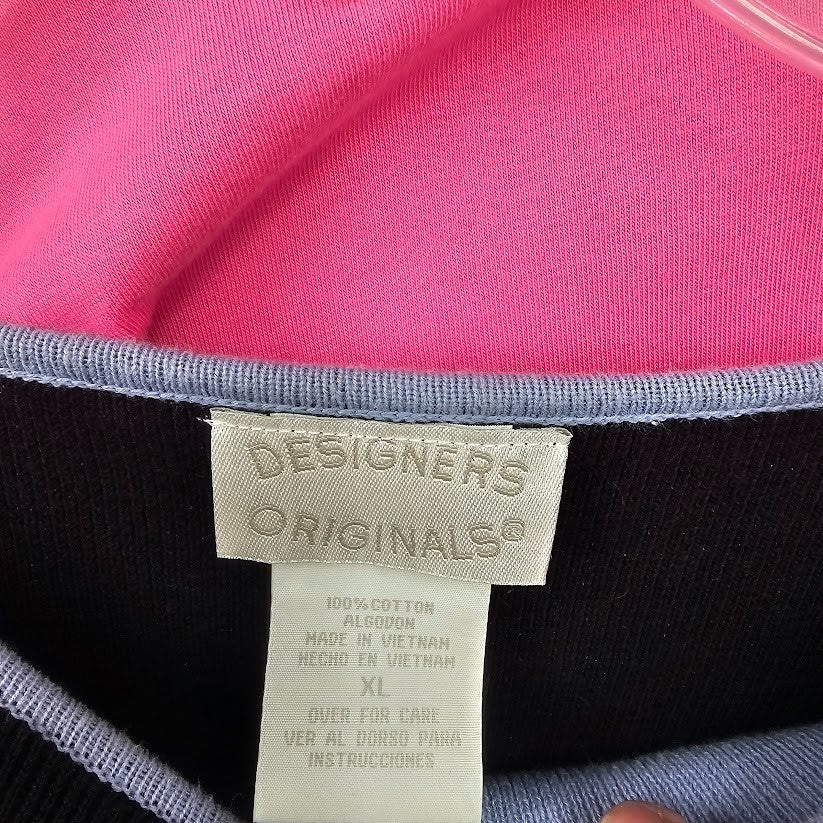 DESIGNERS
ORIGINALS®
100% COTTON
ALGODON
MADE IN VIETNAM
HECHO EN VIETNAM
XL
OVER FOR CARE
VER AL DORSO PARA
INSTRUCCIONES